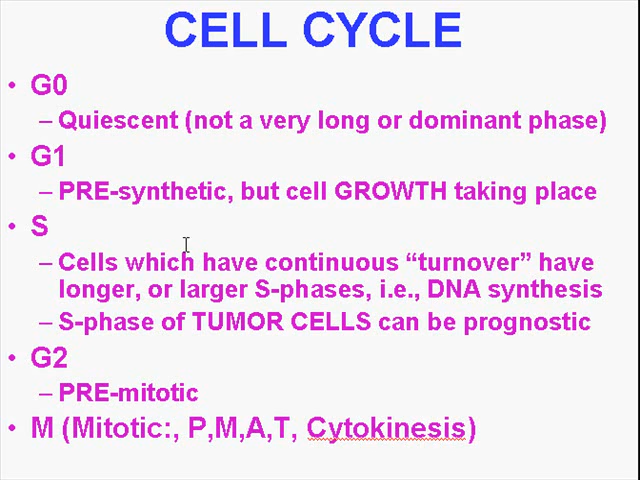 CELL CYCLE
• G0
– Quiescent (not a very long or dominant phase)
• G1
– PRE-synthetic, but cell GROWTH taking place
• S
– Cells which have continuous “turnover” have
longer, or larger S-phases, i.e., DNA synthesis
– S-phase of TUMOR CELLS can be prognostic
• G2
– PRE-mitotic
• M (Mitotic:, P,M,A,T, Cytokinesis)